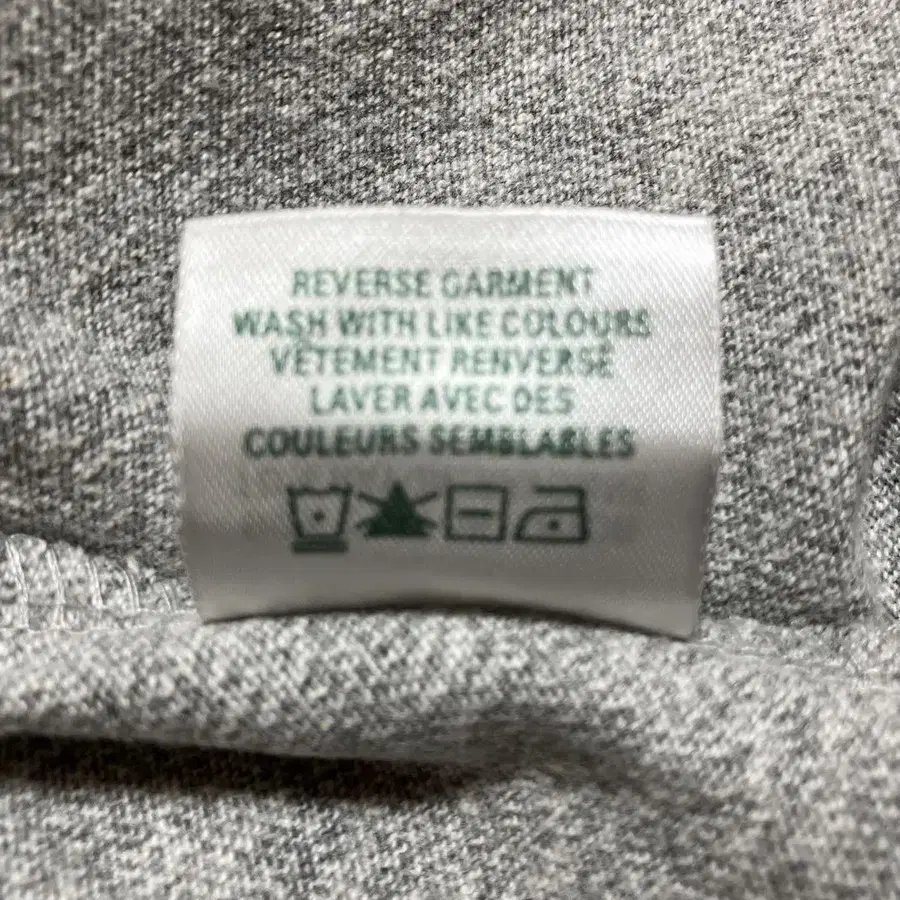 REVERSE GARMENT
WASH WITH LIKE COLOURS
VÊTEMENT RENVERSÉ
LAVER AVEC DES
COULEURS SEMBLABLES